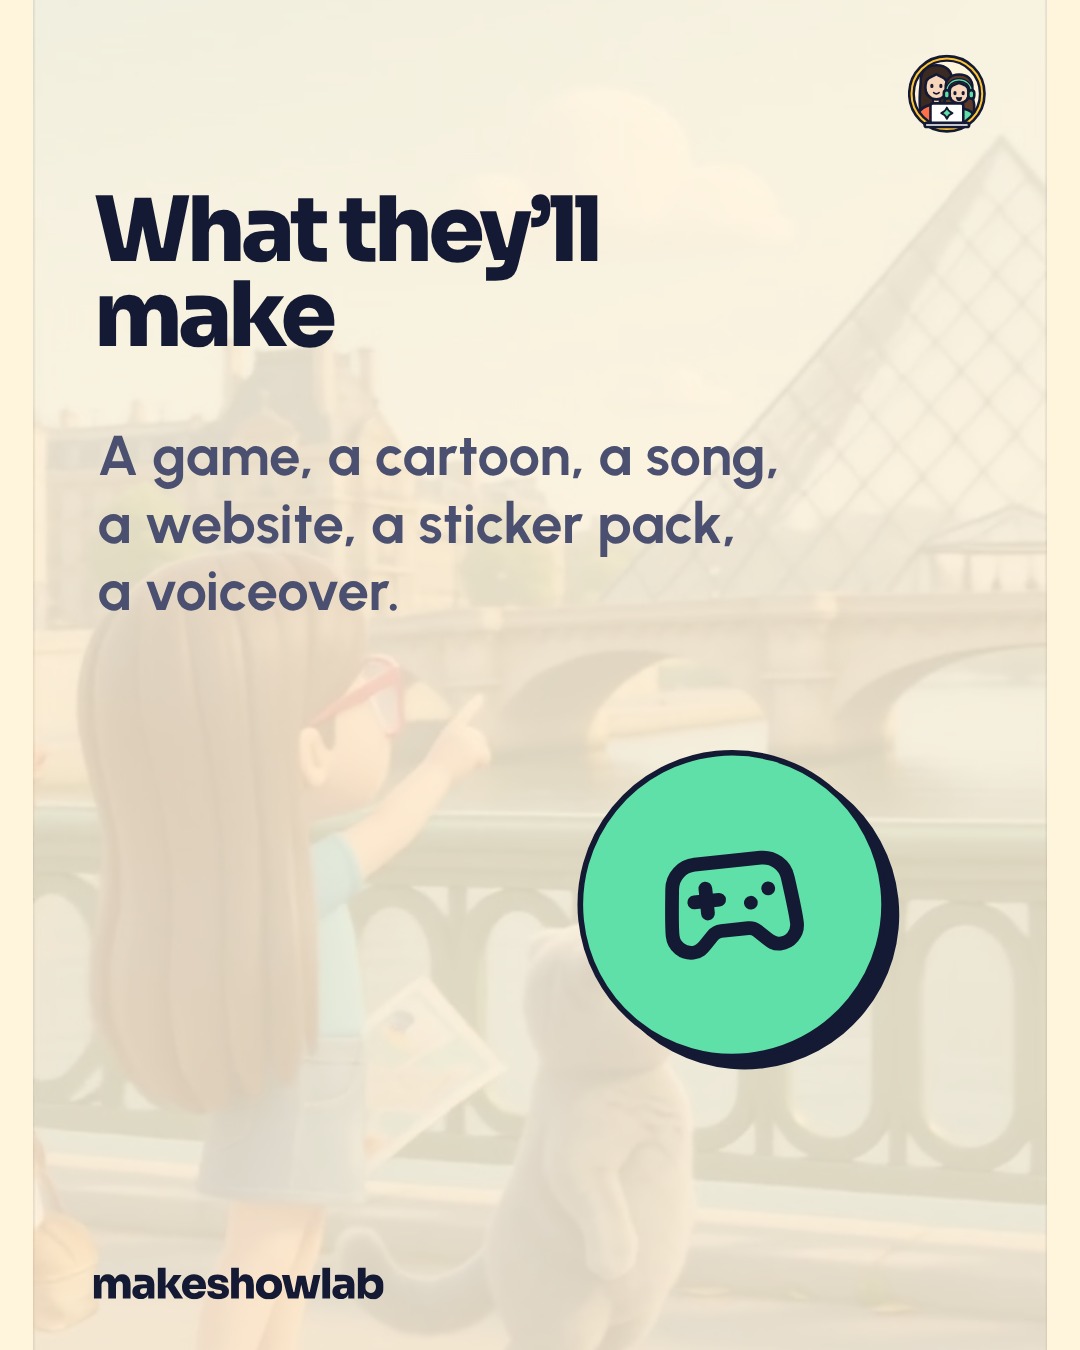 What they’ll
make
A game, a cartoon, a song,
a website, a sticker pack,
a voiceover.
makeshowlab